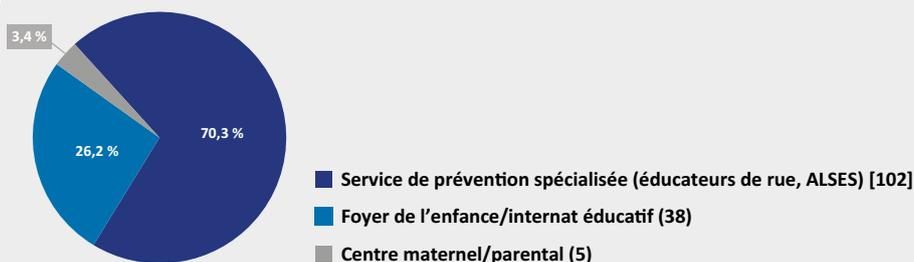 3,4 %
70,3 %
26,2 %
Service de prévention spécialisée (éducateurs de rue, ALSES) [102]
Foyer de l’enfance/internat éducatif (38)
Centre maternel/parental (5)